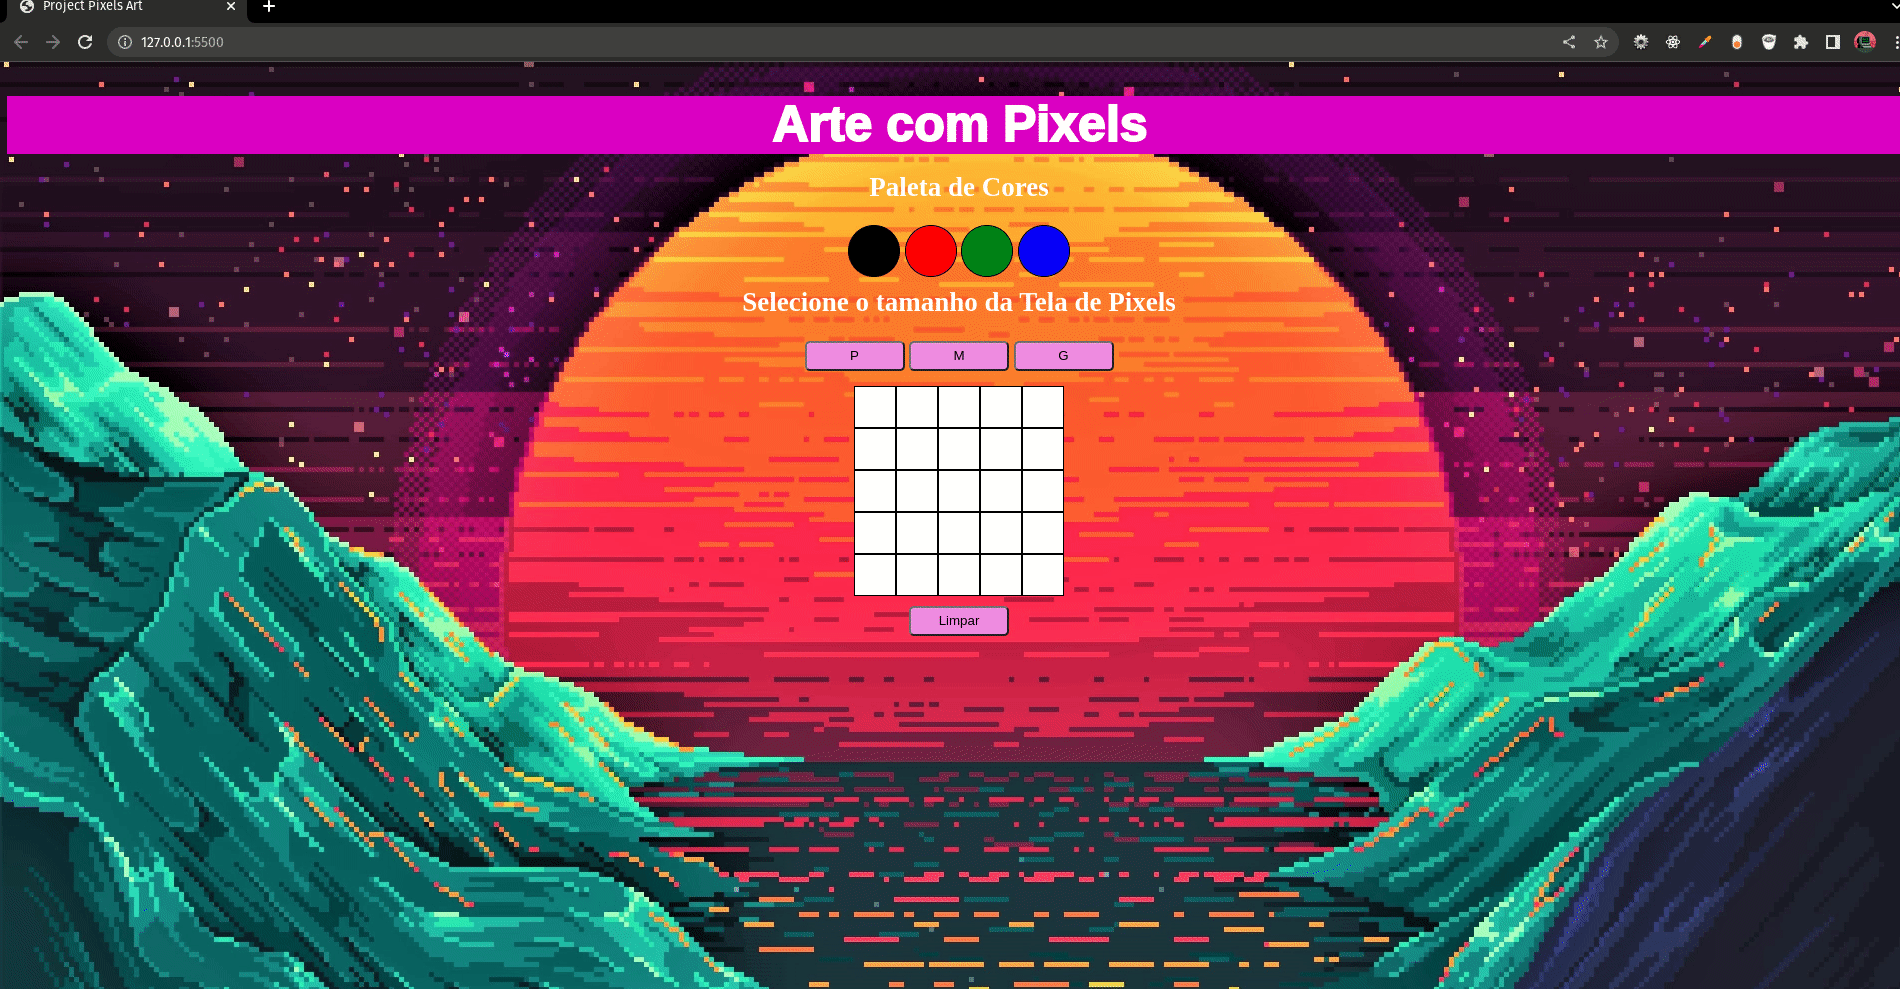 Project Pixels Art
127.0.0.1:5500
Arte com Pixels
Paleta de Cores
Selecione o tamanho da Tela de Pixels
P M G
Limpar